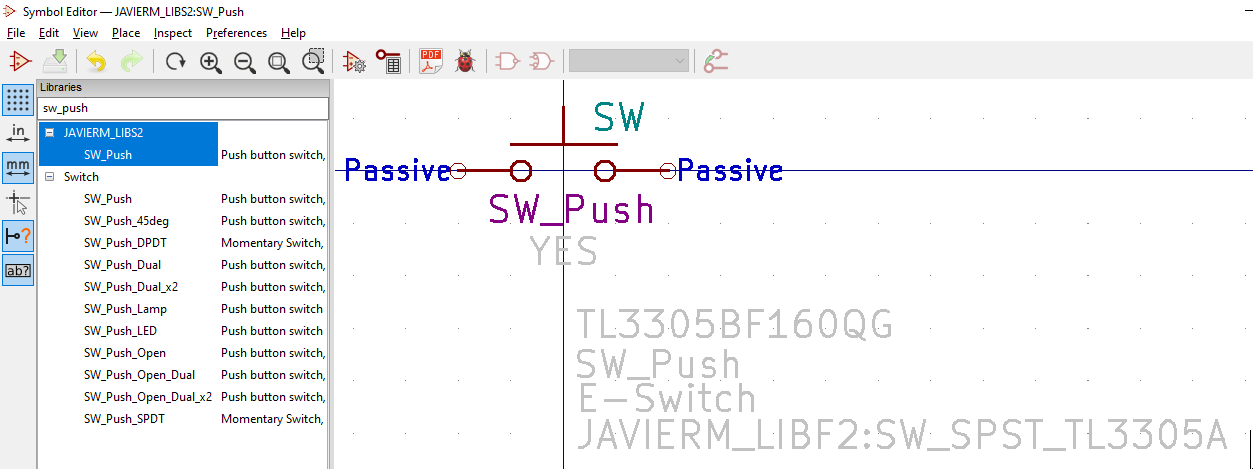 Symbol Editor — JAVIERM_LIBS2:SW_Push
File Edit View Place Inspect Preferences Help
PDF
Libraries
sw_push
in
mm
ab?
JAVIERM_LIBS2
SW_Push Push button switch,
Switch
SW_Push Push button switch,
SW_Push_45deg Push button switch,
SW_Push_DPDT Momentary Switch,
SW_Push_Dual Push button switch,
SW_Push_Dual_x2 Push button switch,
SW_Push_Lamp Push button switch
SW_Push_LED Push button switch
SW_Push_Open Push button switch,
SW_Push_Open_Dual Push button switch,
SW_Push_Open_Dual_x2 Push button switch,
SW_Push_SPDT Momentary Switch,
SW
Passive Passive
SW_Push
YES
TL3305BF160QG
SW_Push
E-Switch
JAVIERM_LIBF2:SW_SPST_TL3305A